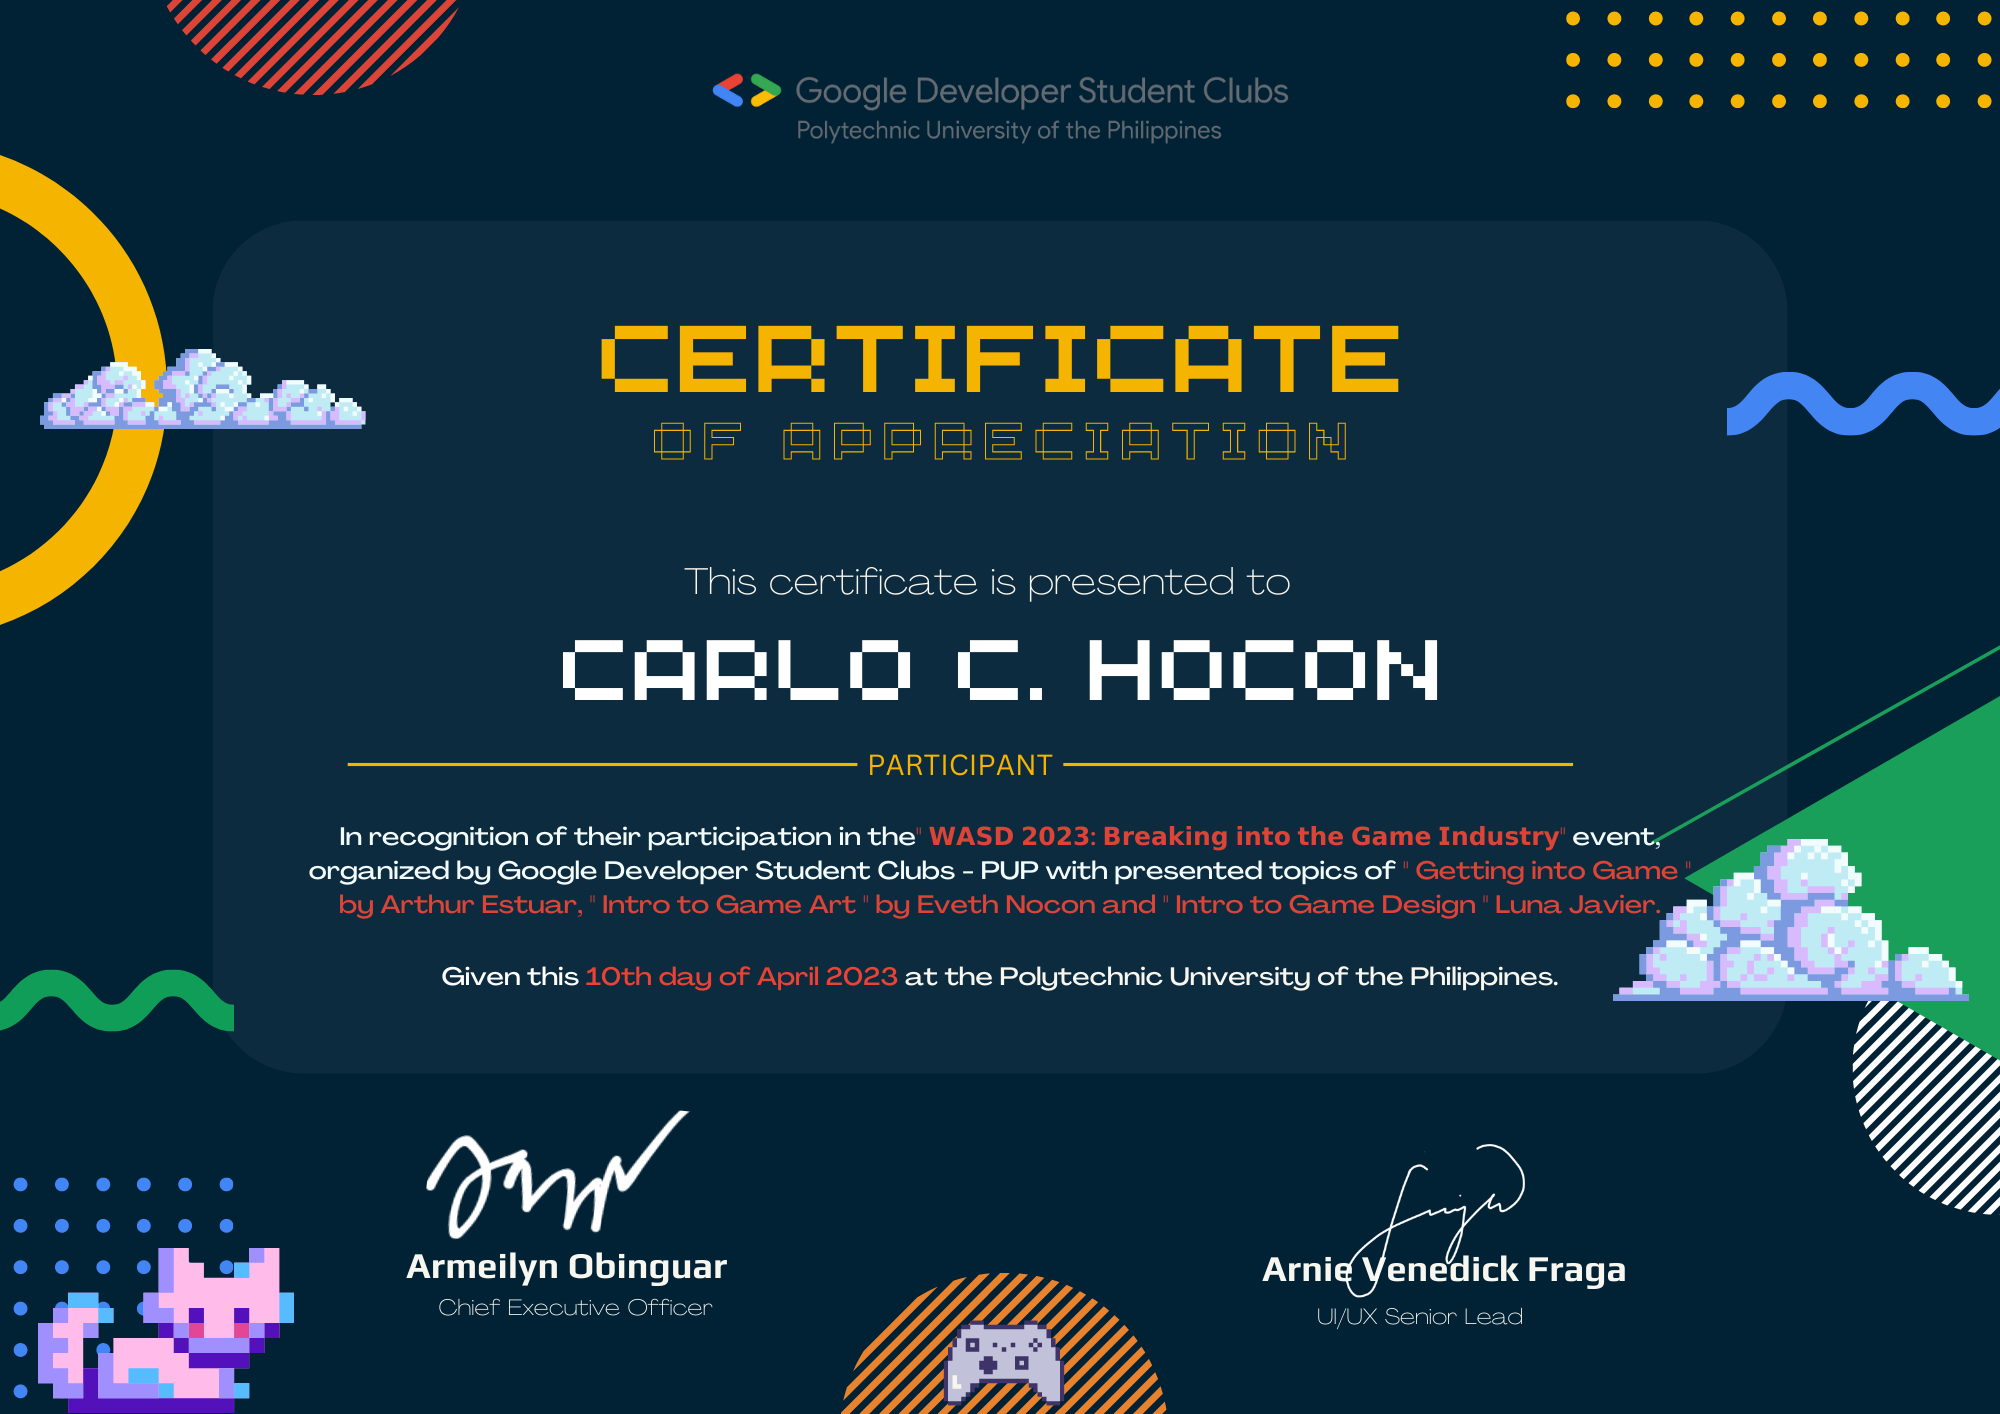 Google Developer Student Clubs
Polytechnic University of the Philippines
CERTIFICATE
OF APPRECIATION
This certificate is presented to
CARLO C. HOCON
PARTICIPANT
In recognition of their participation in the" WASD 2023: Breaking into the Game Industry" event,
organized by Google Developer Student Clubs - PUP with presented topics of " Getting into Game "
by Arthur Estuar, " Intro to Game Art " by Eveth Nocon and " Intro to Game Design " Luna Javier.
Given this 10th day of April 2023 at the Polytechnic University of the Philippines.
Armeilyn Obinguar
Chief Executive Officer
Arnie Venedick Fraga
UI/UX Senior Lead